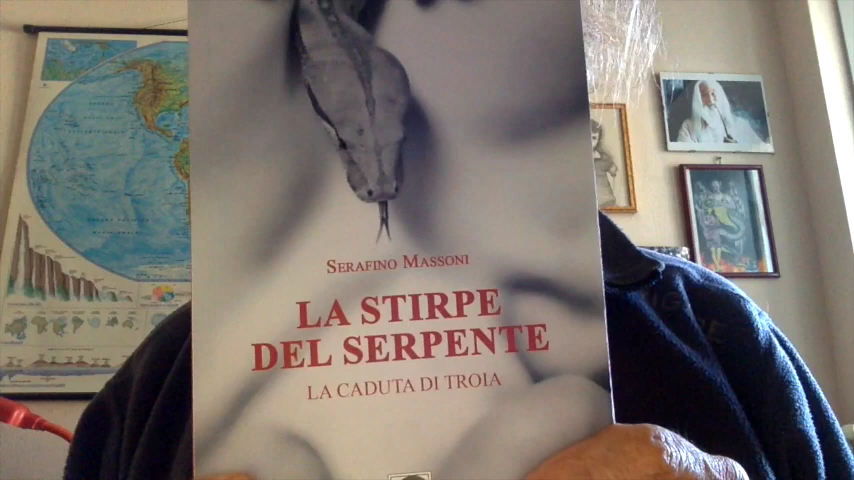 SERAFINO MASSONI
LA STIRPE
DEL SERPENTE
LA CADUTA DI TROIA